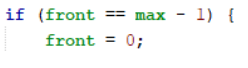 if (front == max - 1) {
    front = 0;